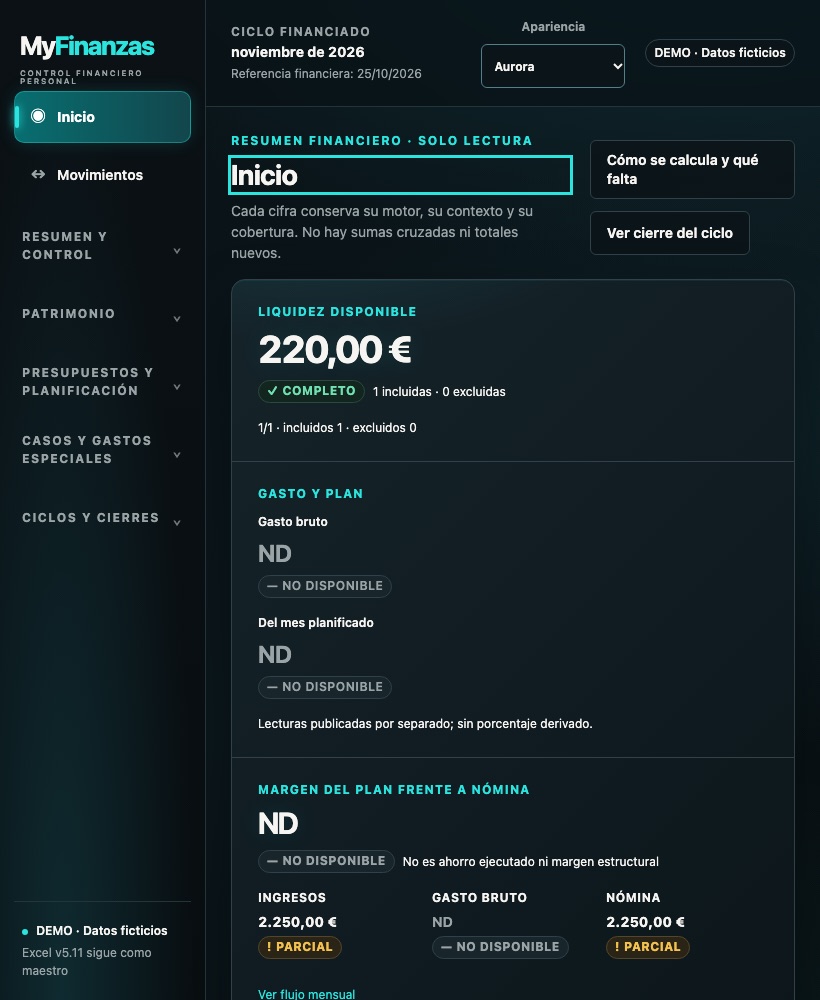 MyFinanzas
CONTROL FINANCIERO
PERSONAL
Inicio
Movimientos
RESUMEN Y
CONTROL
PATRIMONIO
PRESUPUESTOS Y
PLANIFICACIÓN
CASOS Y GASTOS
ESPECIALES
CICLOS Y CIERRES
DEMO · Datos ficticios
Excel v5.11 sigue como
maestro
CICLO FINANCIADO
noviembre de 2026
Referencia financiera: 25/10/2026
Apariencia
Aurora
DEMO · Datos ficticios
RESUMEN FINANCIERO · SOLO LECTURA
Inicio
Cada cifra conserva su motor, su contexto y su
cobertura. No hay sumas cruzadas ni totales
nuevos.
Cómo se calcula y qué
falta
Ver cierre del ciclo
LIQUIDEZ DISPONIBLE
220,00 €
✓ COMPLETO 1 incluidas · 0 excluidas
1/1 · incluidos 1 · excluidos 0
GASTO Y PLAN
Gasto bruto
ND
— NO DISPONIBLE
Del mes planificado
ND
— NO DISPONIBLE
Lecturas publicadas por separado; sin porcentaje derivado.
MARGEN DEL PLAN FRENTE A NÓMINA
ND
— NO DISPONIBLE No es ahorro ejecutado ni margen estructural
INGRESOS GASTO BRUTO NÓMINA
2.250,00 € ND 2.250,00 €
! PARCIAL — NO DISPONIBLE ! PARCIAL
Ver flujo mensual